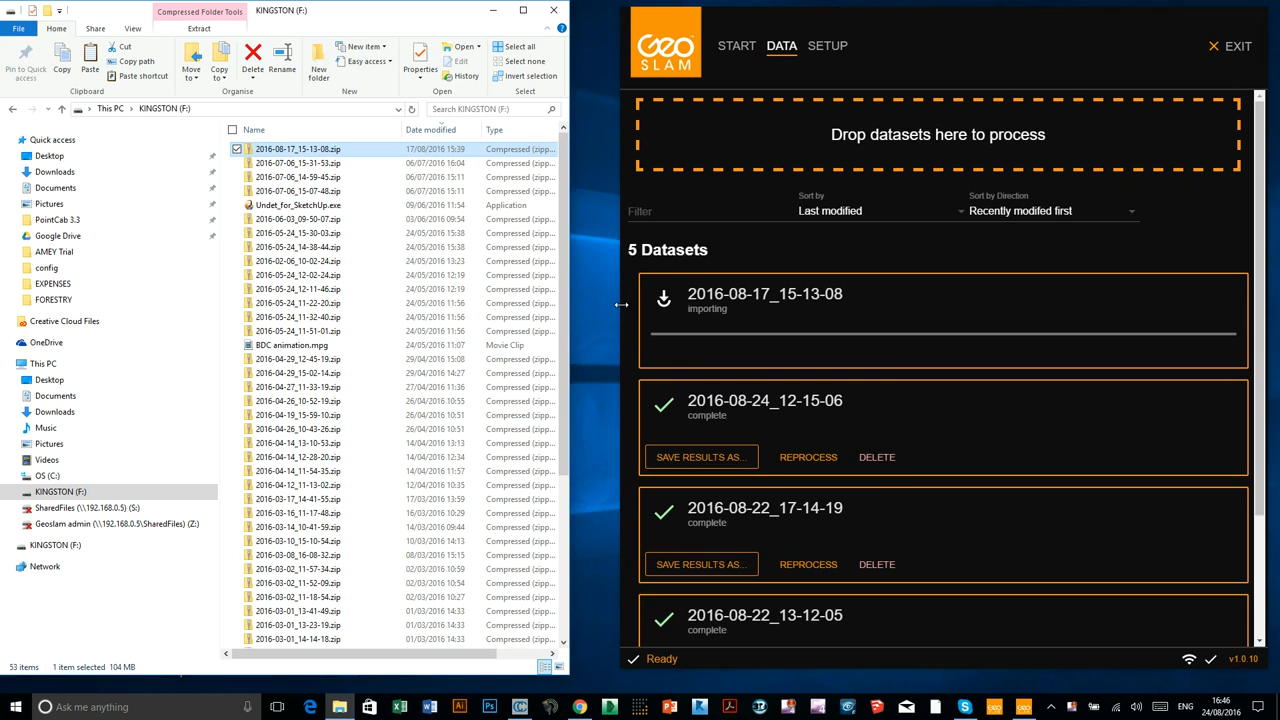 Compressed Folder Tools
KINGSTON (F:)
File
Home
Share
View
Extract
Pin to Quick access
Copy
Paste
Cut
Copy path
Paste shortcut
Move to
Copy to
Delete
Rename
New folder
New item
Easy access
Properties
Open
Edit
History
Select all
Select none
Invert selection
Clipboard
Organise
New
Open
Select
This PC > KINGSTON (F:)
Search KINGSTON (F:)
Quick access
Desktop
Downloads
Documents
Pictures
PointCab 3.3
Google Drive
AMEY Trial
config
EXPENSES
FORESTRY
Creative Cloud Files
OneDrive
This PC
Desktop
Documents
Downloads
Music
Pictures
Videos
OS (C:)
KINGSTON (F:)
SharedFiles (\\192.168.0.5) (S:)
Geoslam admin (\\192.168.0.5\SharedFiles) (Z:)
KINGSTON (F:)
Network
Name Date modified Type
2016-08-17_15-13-08.zip 17/08/2016 15:39 Compressed (zipp...
2016-07-06_15-31-53.zip 06/07/2016 16:04 Compressed (zipp...
2016-07-06_14-59-45.zip 06/07/2016 15:11 Compressed (zipp...
2016-07-06_15-07-48.zip 06/07/2016 15:11 Compressed (zipp...
Undet_for_SketchUp.exe 09/06/2016 11:54 Application
2016-06-03_09-50-07.zip 03/06/2016 09:54 Compressed (zipp...
2016-05-24_15-30-03.zip 24/05/2016 15:38 Compressed (zipp...
2016-05-24_14-38-44.zip 24/05/2016 15:38 Compressed (zipp...
2016-02-06_10-02-24.zip 24/05/2016 13:23 Compressed (zipp...
2016-05-24_12-02-24.zip 24/05/2016 12:19 Compressed (zipp...
2016-05-24_12-11-46.zip 24/05/2016 12:19 Compressed (zipp...
2016-05-24_11-22-20.zip 24/05/2016 11:56 Compressed (zipp...
2016-05-24_11-32-40.zip 24/05/2016 11:56 Compressed (zipp...
2016-05-24_11-51-01.zip 24/05/2016 11:56 Compressed (zipp...
BDC animation.mpg 24/05/2016 11:07 Movie Clip
2016-04-29_12-45-19.zip 29/04/2016 15:08 Compressed (zipp...
2016-04-29_15-02-14.zip 29/04/2016 14:27 Compressed (zipp...
2016-04-27_11-33-19.zip 27/04/2016 11:36 Compressed (zipp...
2016-04-26_10-52-19.zip 26/04/2016 10:55 Compressed (zipp...
2016-04-19_15-59-10.zip 26/04/2016 10:51 Compressed (zipp...
2016-04-26_10-43-26.zip 26/04/2016 10:51 Compressed (zipp...
2016-04-14_13-10-53.zip 14/04/2016 13:13 Compressed (zipp...
2016-04-14_12-28-20.zip 14/04/2016 12:34 Compressed (zipp...
2016-04-14_11-54-35.zip 14/04/2016 11:57 Compressed (zipp...
2016-04-12_11-13-02.zip 12/04/2016 10:35 Compressed (zipp...
2016-03-17_14-41-55.zip 17/03/2016 13:59 Compressed (zipp...
2016-03-16_11-17-48.zip 16/03/2016 10:29 Compressed (zipp...
2016-03-14_10-41-59.zip 14/03/2016 09:44 Compressed (zipp...
2016-03-10_15-10-54.zip 10/03/2016 14:13 Compressed (zipp...
2016-03-08_16-08-32.zip 08/03/2016 15:15 Compressed (zipp...
2016-03-02_11-57-34.zip 02/03/2016 10:59 Compressed (zipp...
2016-03-02_11-52-09.zip 02/03/2016 10:54 Compressed (zipp...
2016-03-02_11-18-54.zip 02/03/2016 10:27 Compressed (zipp...
2016-03-01_13-41-49.zip 01/03/2016 14:33 Compressed (zipp...
2016-03-01_13-23-19.zip 01/03/2016 14:33 Compressed (zipp...
2016-03-01_14-14-18.zip 01/03/2016 14:33 Compressed (zipp...
53 items 1 item selected 104 MB
GEO SLAM
START DATA SETUP
EXIT
Drop datasets here to process
Filter
Sort by
Last modified
Sort by Direction
Recently modifed first
5 Datasets
2016-08-17_15-13-08
importing
2016-08-24_12-15-06
complete
SAVE RESULTS AS... REPROCESS DELETE
2016-08-22_17-14-19
complete
SAVE RESULTS AS... REPROCESS DELETE
2016-08-22_13-12-05
complete
Ready
v1.0.10
Ask me anything
ENG
16:46
24/08/2016